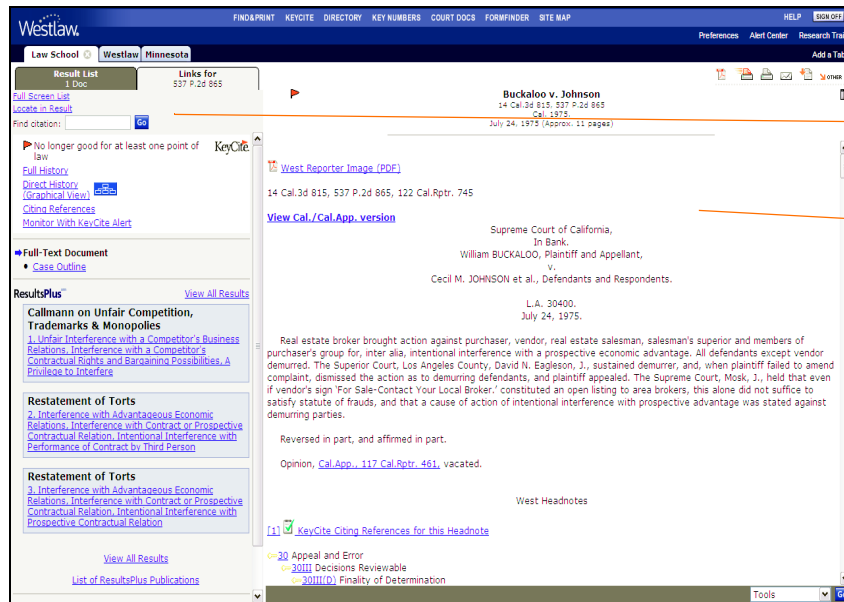 Westlaw.
FIND&PRINT KEYCITE DIRECTORY KEY NUMBERS COURT DOCS FORMFINDER SITE MAP
HELP SIGN OFF
Preferences Alert Center Research Trai
Law School Westlaw Minnesota
Add a Tab
Result List
1 Doc
Links for
537 P.2d 865
Full Screen List
Locate in Result
Find citation: Go
No longer good for at least one point of
law
KeyCite
Full History
Direct History
(Graphical View)
Citing References
Monitor With KeyCite Alert
Full-Text Document
• Case Outline
ResultsPlus™ View All Results
Callmann on Unfair Competition,
Trademarks & Monopolies
1. Unfair Interference with a Competitor's Business
Relations, Interference with a Competitor's
Contractual Rights and Bargaining Possibilities, A
Privilege to Interfere
Restatement of Torts
2. Interference with Advantageous Economic
Relations, Interference with Contract or Prospective
Contractual Relation, Intentional Interference with
Performance of Contract by Third Person
Restatement of Torts
3. Interference with Advantageous Economic
Relations, Interference with Contract or Prospective
Contractual Relation, Intentional Interference with
Prospective Contractual Relation
View All Results
List of ResultsPlus Publications
OTHER
Buckaloo v. Johnson
14 Cal.3d 815, 537 P.2d 865
Cal. 1975.
July 24, 1975 (Approx. 11 pages)
West Reporter Image (PDF)
14 Cal.3d 815, 537 P.2d 865, 122 Cal.Rptr. 745
View Cal./Cal.App. version
Supreme Court of California,
In Bank.
William BUCKALOO, Plaintiff and Appellant,
v.
Cecil M. JOHNSON et al., Defendants and Respondents.
L.A. 30400.
July 24, 1975.
Real estate broker brought action against purchaser, vendor, real estate salesman, salesman's superior and members of
purchaser's group for, inter alia, intentional interference with a prospective economic advantage. All defendants except vendor
demurred. The Superior Court, Los Angeles County, David N. Eagleson, J., sustained demurrer, and, when plaintiff failed to amend
complaint, dismissed the action as to demurring defendants, and plaintiff appealed. The Supreme Court, Mosk, J., held that even
if vendor's sign 'For Sale-Contact Your Local Broker.' constituted an open listing to area brokers, this alone did not suffice to
satisfy statute of frauds, and that a cause of action of intentional interference with prospective advantage was stated against
demurring parties.
Reversed in part, and affirmed in part.
Opinion, Cal.App., 117 Cal.Rptr. 461, vacated.
West Headnotes
[1] KeyCite Citing References for this Headnote
30 Appeal and Error
30III Decisions Reviewable
30III(D) Finality of Determination
Tools Go